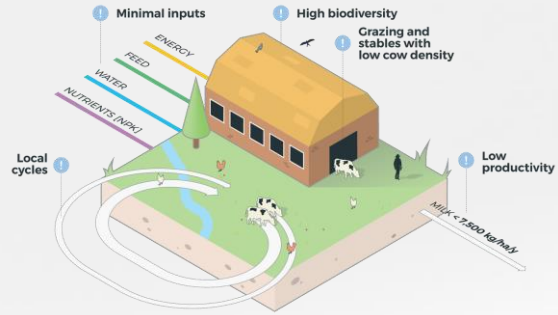 Minimal inputs
High biodiversity
Grazing and
stables with
low cow density
ENERGY
FEED
WATER
NUTRIENTS [NPK]
Local
cycles
Low
productivity
MILK <7,500 kg/ha/y